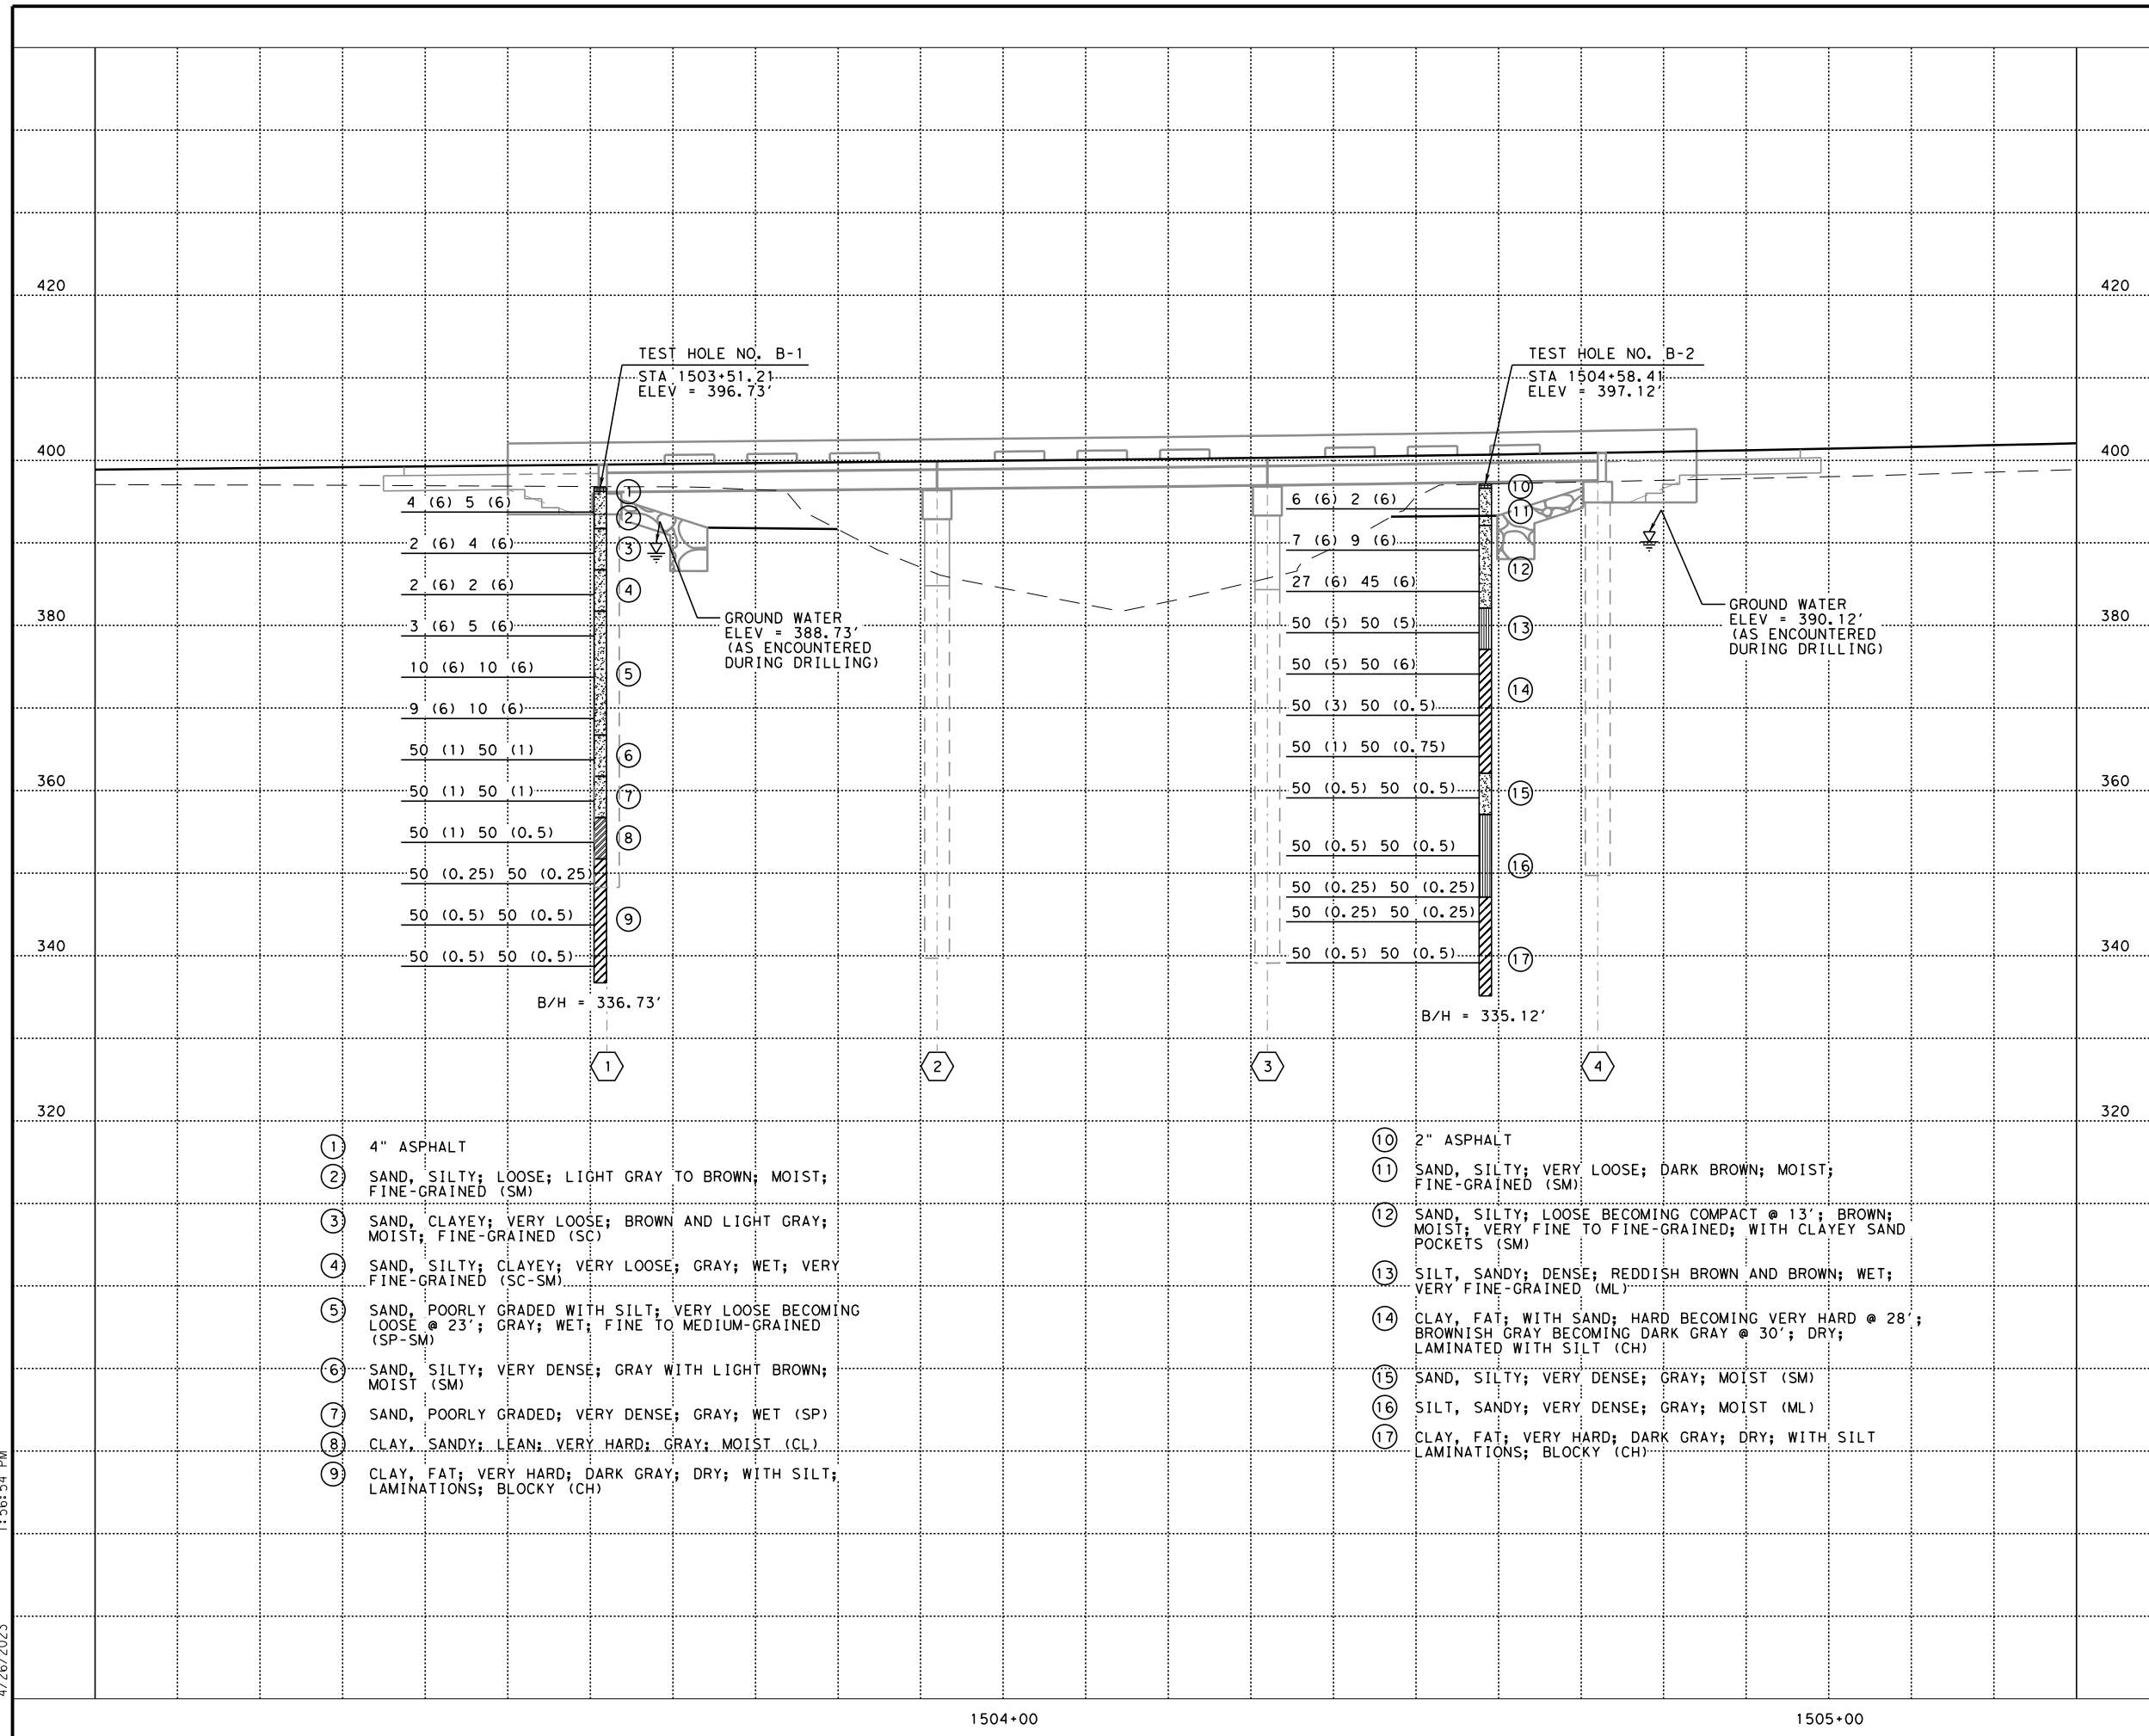 420
420
TEST HOLE NO. B-1
STA 1503+51.21
ELEV = 396.73'
TEST HOLE NO. B-2
STA 1504+58.41
ELEV = 397.12'
400
400
4 (6) 5 (6)
2 (6) 4 (6)
2 (6) 2 (6)
3 (6) 5 (6)
10 (6) 10 (6)
9 (6) 10 (6)
50 (1) 50 (1)
50 (1) 50 (1)
50 (1) 50 (0.5)
50 (0.25) 50 (0.25)
50 (0.5) 50 (0.5)
50 (0.5) 50 (0.5)
1
2
3
4
5
6
7
8
9
B/H = 336.73'
GROUND WATER
ELEV = 388.73'
(AS ENCOUNTERED
DURING DRILLING)
6 (6) 2 (6)
7 (6) 9 (6)
27 (6) 45 (6)
50 (5) 50 (5)
50 (5) 50 (6)
50 (3) 50 (0.5)
50 (1) 50 (0.75)
50 (0.5) 50 (0.5)
50 (0.5) 50 (0.5)
50 (0.25) 50 (0.25)
50 (0.25) 50 (0.25)
50 (0.5) 50 (0.5)
10
11
12
13
14
15
16
17
B/H = 335.12'
GROUND WATER
ELEV = 390.12'
(AS ENCOUNTERED
DURING DRILLING)
380
380
360
360
340
340
1
2
3
4
320
320
1 4" ASPHALT
2 SAND, SILTY; LOOSE; LIGHT GRAY TO BROWN; MOIST;
FINE-GRAINED (SM)
3 SAND, CLAYEY; VERY LOOSE; BROWN AND LIGHT GRAY;
MOIST; FINE-GRAINED (SC)
4 SAND, SILTY; CLAYEY; VERY LOOSE; GRAY; WET; VERY
FINE-GRAINED (SC-SM)
5 SAND, POORLY GRADED WITH SILT; VERY LOOSE BECOMING
LOOSE @ 23'; GRAY; WET; FINE TO MEDIUM-GRAINED
(SP-SM)
6 SAND, SILTY; VERY DENSE; GRAY WITH LIGHT BROWN;
MOIST (SM)
7 SAND, POORLY GRADED; VERY DENSE; GRAY; WET (SP)
8 CLAY, SANDY; LEAN; VERY HARD; GRAY; MOIST (CL)
9 CLAY, FAT; VERY HARD; DARK GRAY; DRY; WITH SILT;
LAMINATIONS; BLOCKY (CH)
10 2" ASPHALT
11 SAND, SILTY; VERY LOOSE; DARK BROWN; MOIST;
FINE-GRAINED (SM)
12 SAND, SILTY; LOOSE BECOMING COMPACT @ 13'; BROWN;
MOIST; VERY FINE TO FINE-GRAINED; WITH CLAYEY SAND
POCKETS (SM)
13 SILT, SANDY; DENSE; REDDISH BROWN AND BROWN; WET;
VERY FINE-GRAINED (ML)
14 CLAY, FAT; WITH SAND; HARD BECOMING VERY HARD @ 28';
BROWNISH GRAY BECOMING DARK GRAY @ 30'; DRY;
LAMINATED WITH SILT (CH)
15 SAND, SILTY; VERY DENSE; GRAY; MOIST (SM)
16 SILT, SANDY; VERY DENSE; GRAY; MOIST (ML)
17 CLAY, FAT; VERY HARD; DARK GRAY; DRY; WITH SILT
LAMINATIONS; BLOCKY (CH)
1504+00
1505+00
4/26/2023
1:56:54 PM